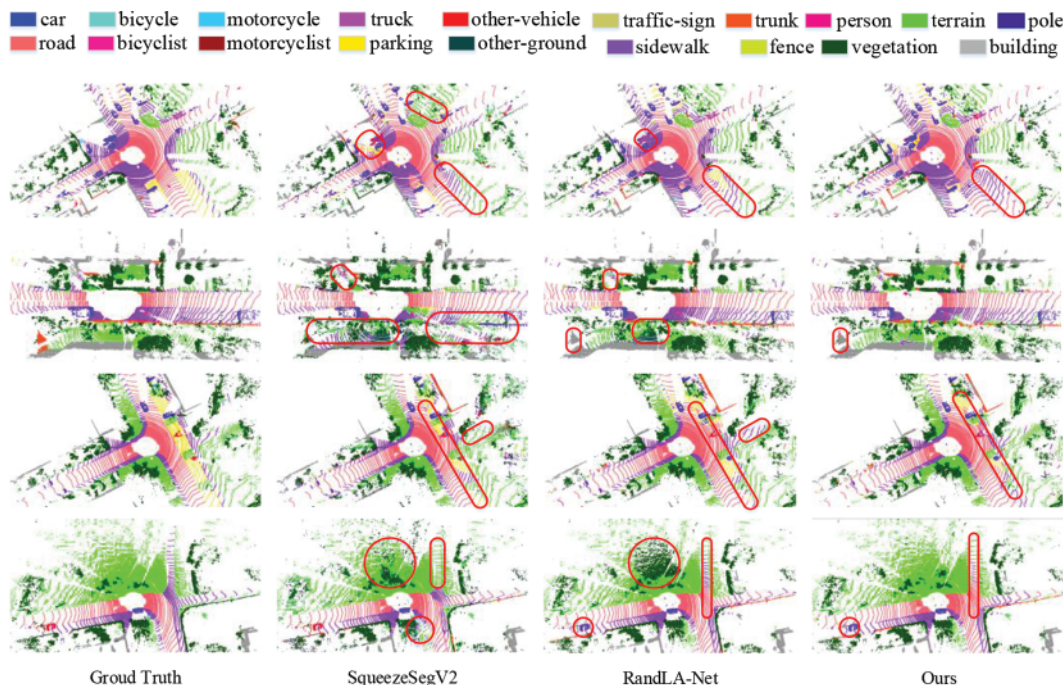 car bicycle motorcycle truck other-vehicle traffic-sign trunk person terrain pole
road bicyclist motorcyclist parking other-ground sidewalk fence vegetation building
Groud Truth SqueezeSegV2 RandLA-Net Ours